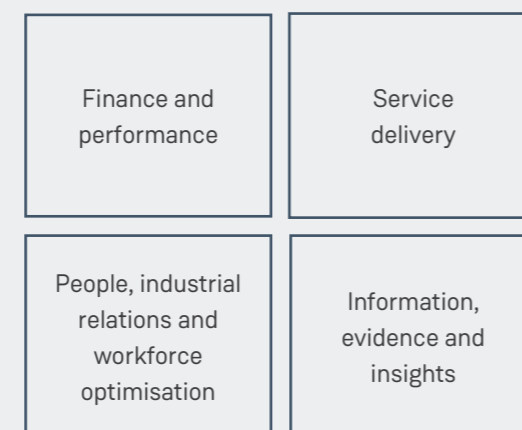 Finance and
performance
Service
delivery
People, industrial
relations and
workforce
optimisation
Information,
evidence and
insights